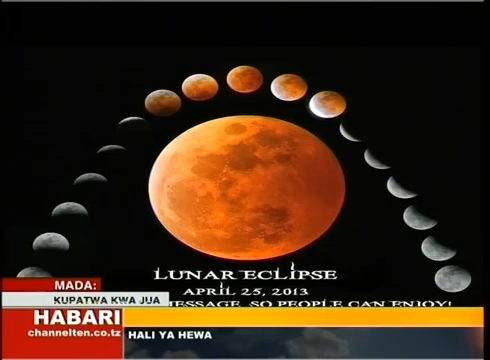 LUNAR ECLIPSE
APRIL 25, 2013
MESSAGE, SO PEOPLE CAN ENJOY!
MADA:
KUPATWA KWA JUA
HABARI
channelten.co.tz
HALI YA HEWA